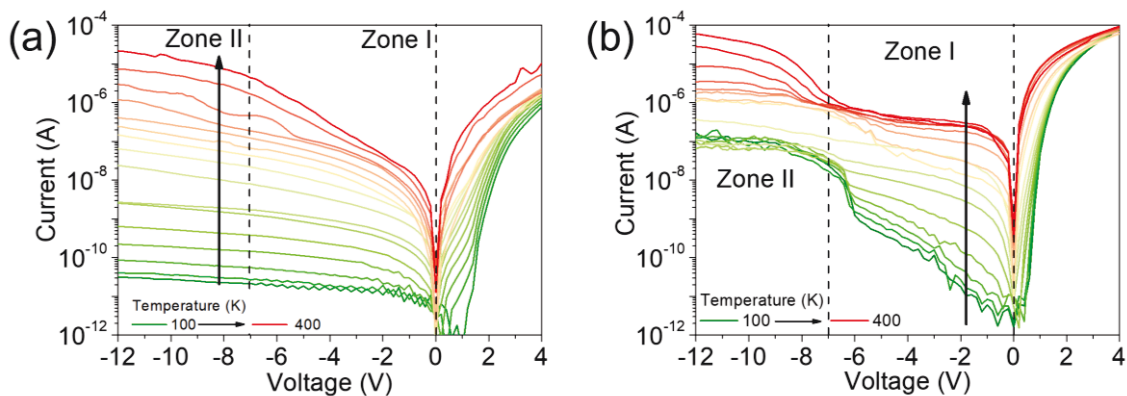 (a)
Zone II
Zone I
Current (A)
10⁻⁴
10⁻⁶
10⁻⁸
10⁻¹⁰
10⁻¹²
Temperature (K)
100
400
-12 -10 -8 -6 -4 -2 0 2 4
Voltage (V)
(b)
Zone I
Zone II
Current (A)
10⁻⁴
10⁻⁶
10⁻⁸
10⁻¹⁰
10⁻¹²
Temperature (K)
100
400
-12 -10 -8 -6 -4 -2 0 2 4
Voltage (V)